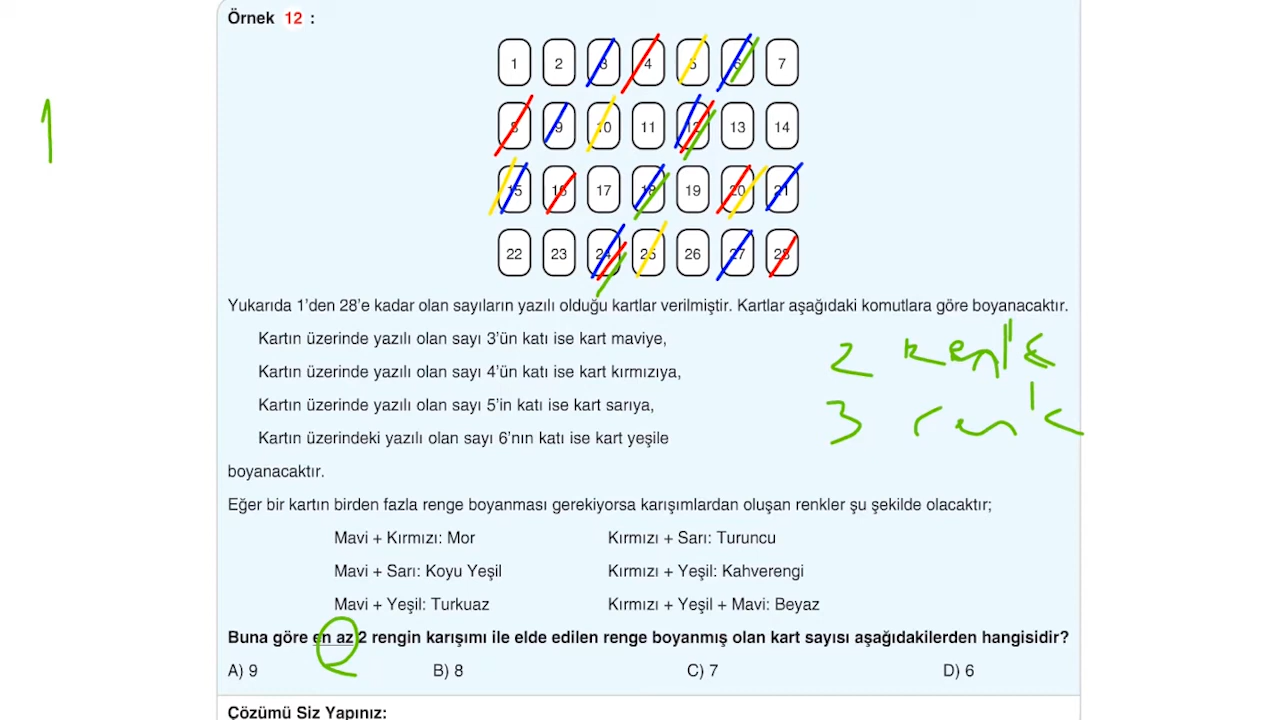 Örnek 12 :
1 2 3 4 5 6 7
8 9 10 11 12 13 14
1
15 16 17 18 19 20 21
22 23 24 25 26 27 28
Yukarıda 1'den 28'e kadar olan sayıların yazılı olduğu kartlar verilmiştir. Kartlar aşağıdaki komutlara göre boyanacaktır.
Kartın üzerinde yazılı olan sayı 3'ün katı ise kart maviye,
2 renk
Kartın üzerinde yazılı olan sayı 4'ün katı ise kart kırmızıya,
Kartın üzerinde yazılı olan sayı 5'in katı ise kart sarıya,
3 renk
Kartın üzerindeki yazılı olan sayı 6'nın katı ise kart yeşile
boyanacaktır.
Eğer bir kartın birden fazla renge boyanması gerekiyorsa karışımlardan oluşan renkler şu şekilde olacaktır;
Mavi + Kırmızı: Mor Kırmızı + Sarı: Turuncu
Mavi + Sarı: Koyu Yeşil Kırmızı + Yeşil: Kahverengi
Mavi + Yeşil: Turkuaz Kırmızı + Yeşil + Mavi: Beyaz
Buna göre en az 2 rengin karışımı ile elde edilen renge boyanmış olan kart sayısı aşağıdakilerden hangisidir?
A) 9 B) 8 C) 7 D) 6
Çözümü Siz Yapınız: